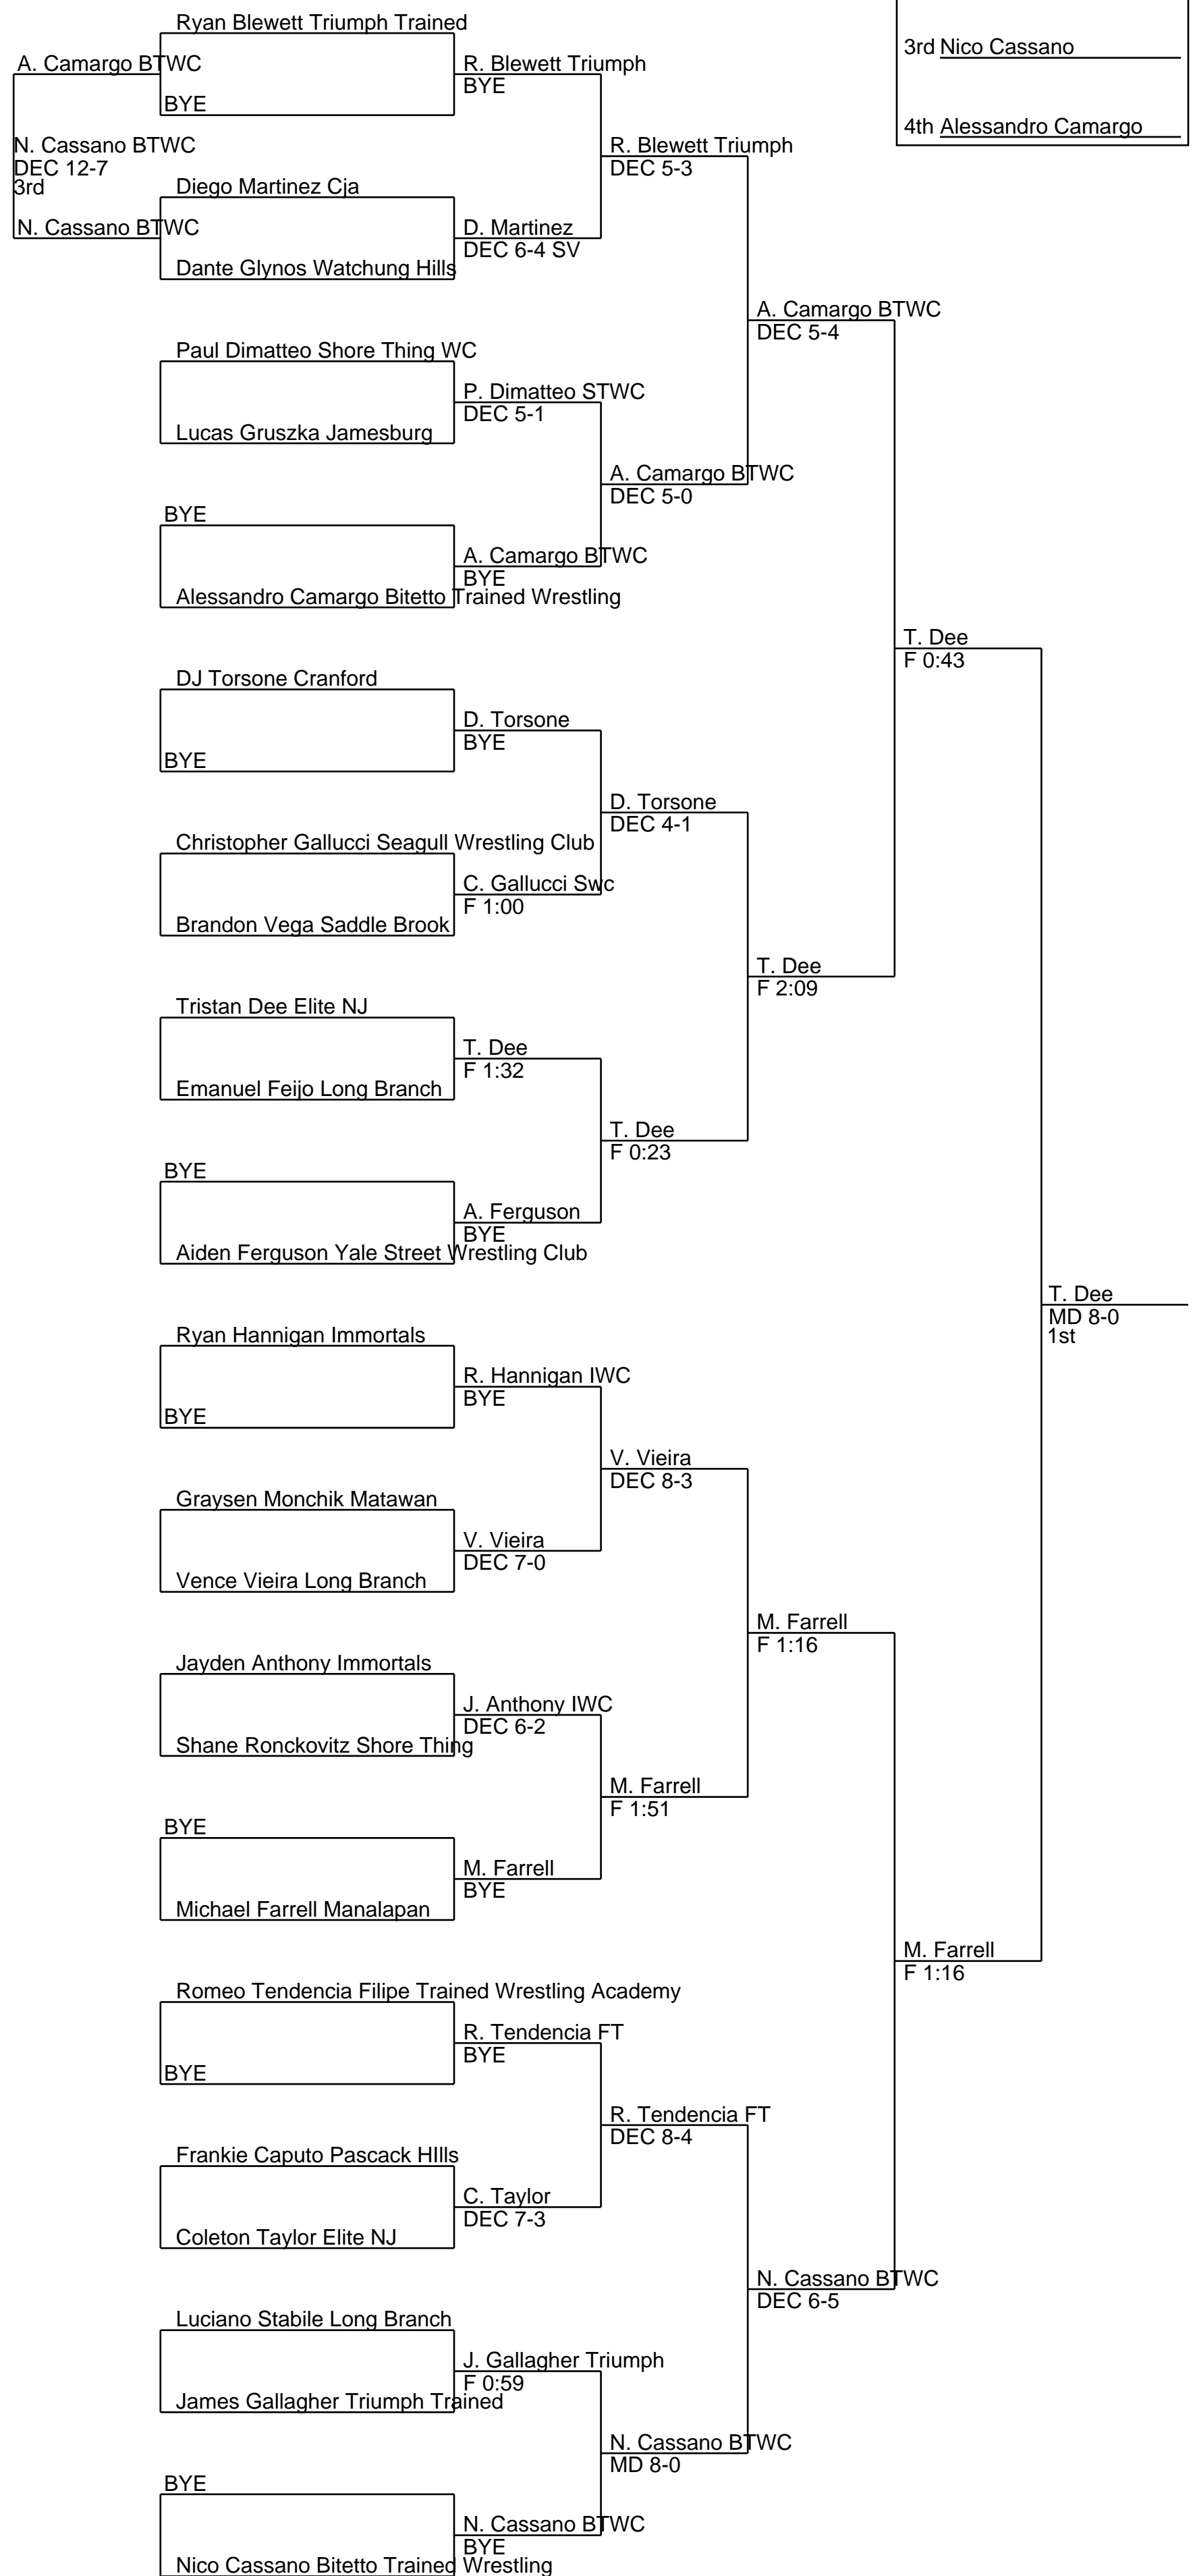 Ryan Blewett Triumph Trained
A. Camargo BTWC
R. Blewett Triumph
BYE
BYE
3rd Nico Cassano
4th Alessandro Camargo
N. Cassano BTWC
DEC 12-7
3rd
R. Blewett Triumph
DEC 5-3
Diego Martinez Cja
N. Cassano BTWC
D. Martinez
DEC 6-4 SV
Dante Glynos Watchung Hills
A. Camargo BTWC
DEC 5-4
Paul Dimatteo Shore Thing WC
P. Dimatteo STWC
DEC 5-1
Lucas Gruszka Jamesburg
A. Camargo BTWC
DEC 5-0
BYE
A. Camargo BTWC
BYE
Alessandro Camargo Bitetto Trained Wrestling
T. Dee
F 0:43
DJ Torsone Cranford
D. Torsone
BYE
BYE
D. Torsone
DEC 4-1
Christopher Gallucci Seagull Wrestling Club
C. Gallucci Swc
F 1:00
Brandon Vega Saddle Brook
T. Dee
F 2:09
Tristan Dee Elite NJ
T. Dee
F 1:32
Emanuel Feijo Long Branch
T. Dee
F 0:23
BYE
A. Ferguson
BYE
Aiden Ferguson Yale Street Wrestling Club
T. Dee
MD 8-0
1st
Ryan Hannigan Immortals
R. Hannigan IWC
BYE
BYE
V. Vieira
DEC 8-3
Graysen Monchik Matawan
V. Vieira
DEC 7-0
Vence Vieira Long Branch
M. Farrell
F 1:16
Jayden Anthony Immortals
J. Anthony IWC
DEC 6-2
Shane Ronckovitz Shore Thing
M. Farrell
F 1:51
BYE
M. Farrell
BYE
Michael Farrell Manalapan
M. Farrell
F 1:16
Romeo Tendencia Filipe Trained Wrestling Academy
R. Tendencia FT
BYE
BYE
R. Tendencia FT
DEC 8-4
Frankie Caputo Pascack HIlls
C. Taylor
DEC 7-3
Coleton Taylor Elite NJ
N. Cassano BTWC
DEC 6-5
Luciano Stabile Long Branch
J. Gallagher Triumph
F 0:59
James Gallagher Triumph Trained
N. Cassano BTWC
MD 8-0
BYE
N. Cassano BTWC
BYE
Nico Cassano Bitetto Trained Wrestling